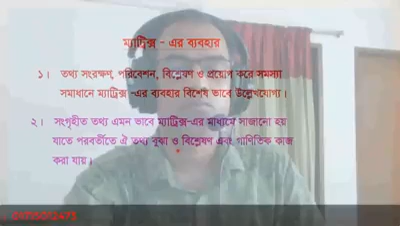 ম্যাট্রিক্স - এর ব্যবহার
১। তথ্য সংরক্ষণ, পরিবেশন, বিশ্লেষণ ও প্রয়োগ করে সমস্যা
সমাধানে ম্যাট্রিক্স -এর ব্যবহার বিশেষ ভাবে উল্লেখযোগ্য।
২। সংগৃহীত তথ্য এমন ভাবে ম্যাট্রিক্স-এর মাধ্যমে সাজানো হয়
যাতে পরবর্তীতে ঐ তথ্য বুঝা ও বিশ্লেষণ এবং গাণিতিক কাজ
করা যায়।